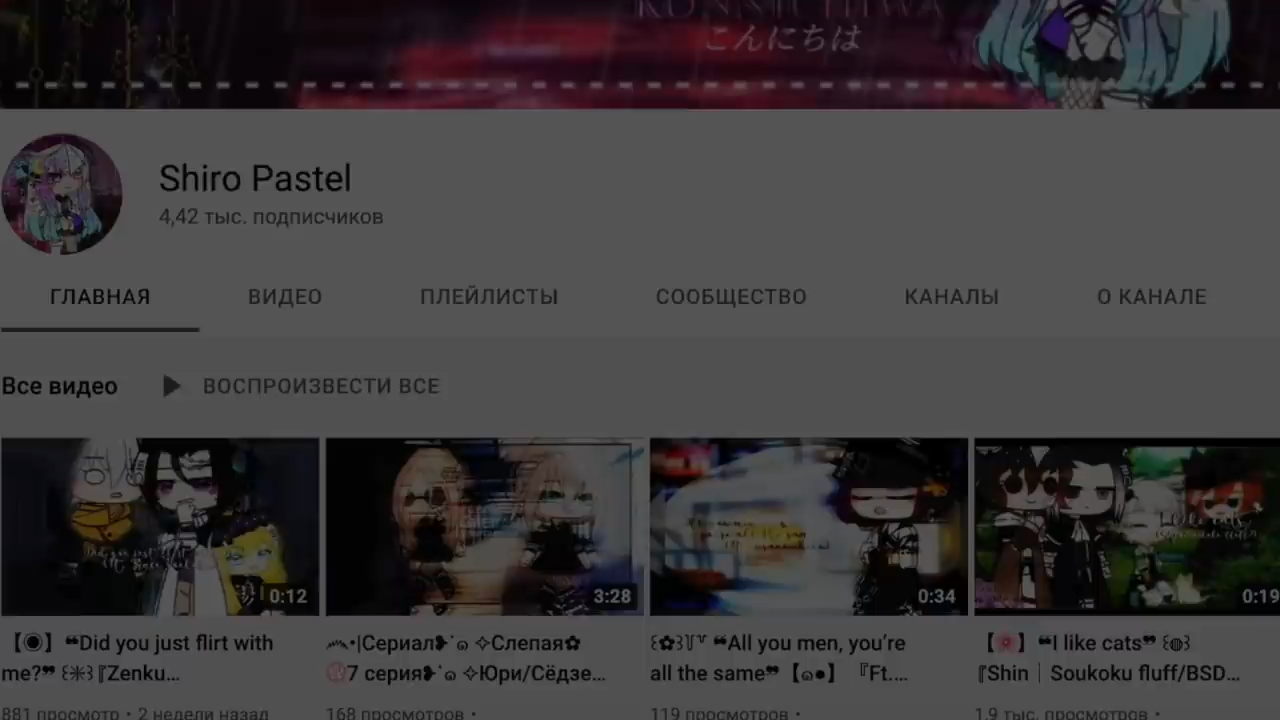 KONNICHIWA
こんにちは
Shiro Pastel
4,42 тыс. подписчиков
ГЛАВНАЯ ВИДЕО ПЛЕЙЛИСТЫ СООБЩЕСТВО КАНАЛЫ О КАНАЛЕ
Все видео ВОСПРОИЗВЕСТИ ВСЕ
0:12 3:28 0:34 0:19
【◉】❝Did you just flirt with
me?❞ ꒰⁜꒱『Zenku...
෴•|Сериал❥˙ɷ ✧Слепая✿
💮7 серия❥˙ɷ ✧Юри/Сёдзе...
꒰✿꒱ ❝All you men, you’re
all the same❞【ɷ●】『Ft....
【🌸】❝I like cats❞ ꒰◍꒱
『Shin｜Soukoku fluff/BSD...
881 просмотр • 2 недели назад
168 просмотров •
119 просмотров •
1,9 тыс. просмотров •